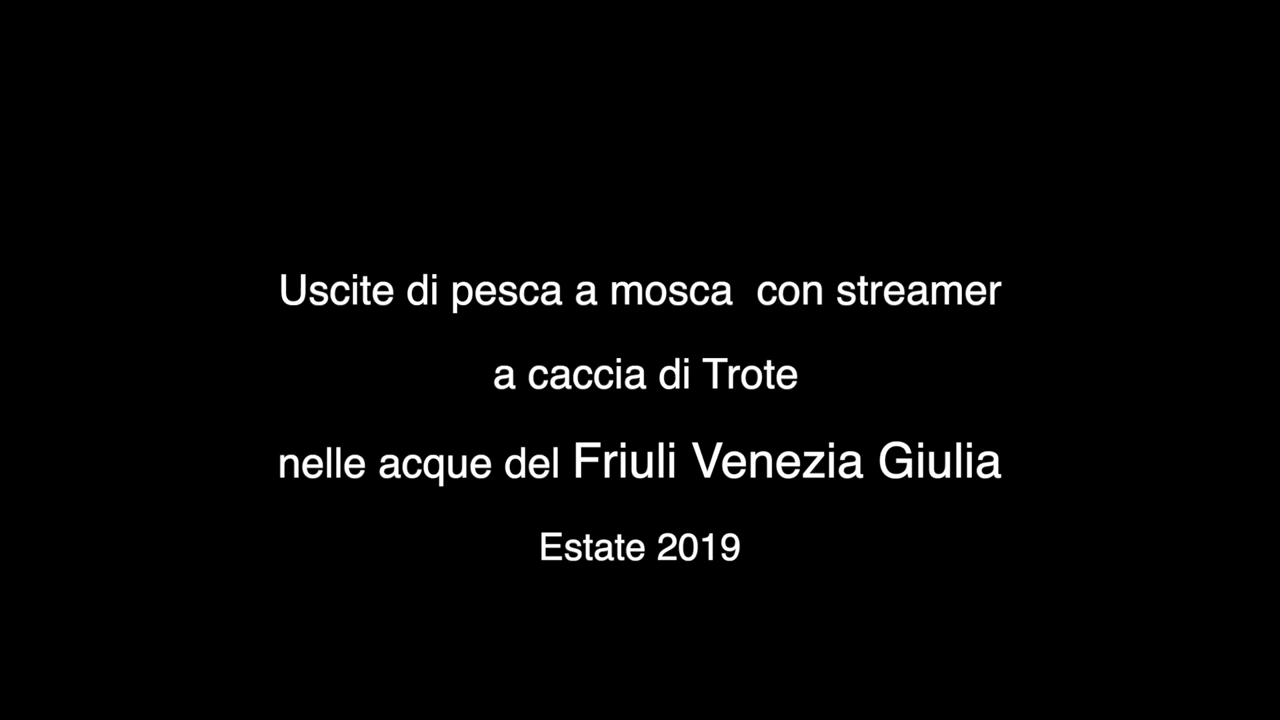 Uscite di pesca a mosca  con streamer
a caccia di Trote
nelle acque del Friuli Venezia Giulia
Estate 2019